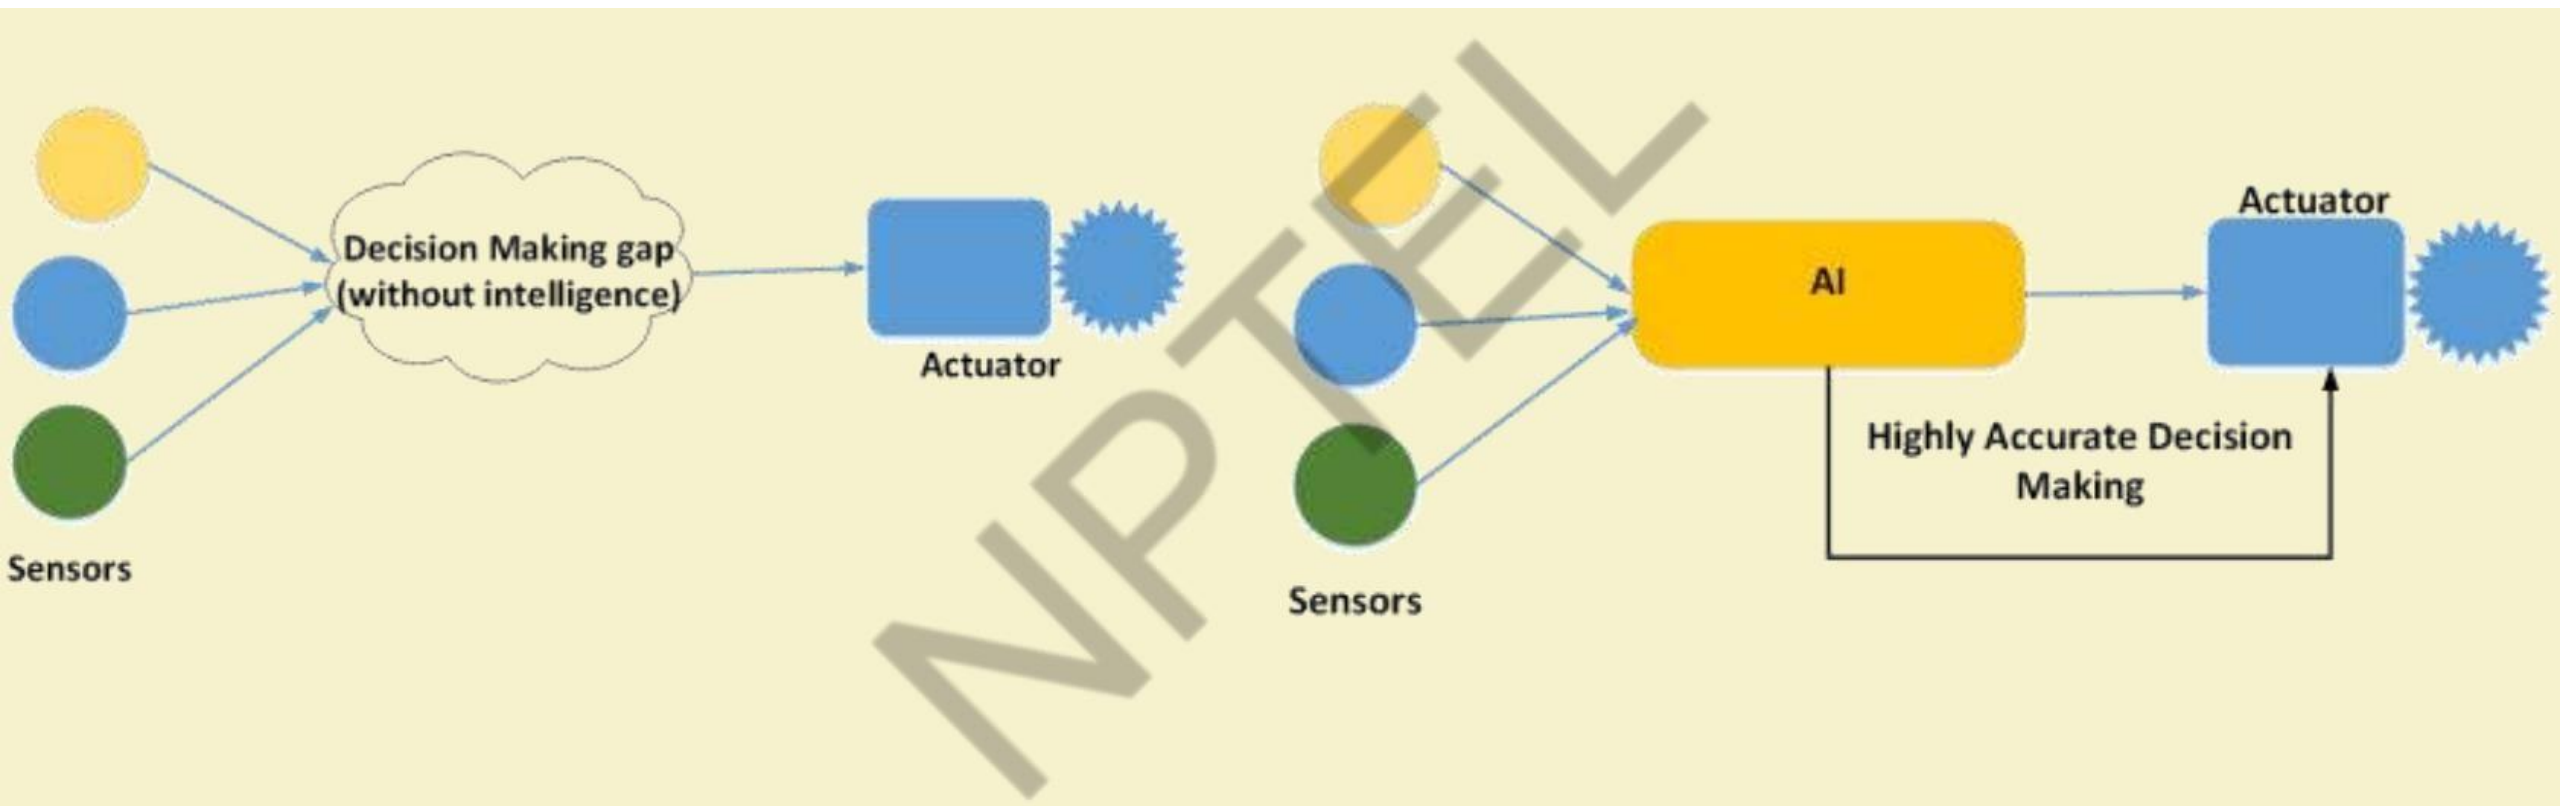 Decision Making gap
(without intelligence)
Actuator
Sensors
NPTEL
AI
Actuator
Highly Accurate Decision
Making
Sensors